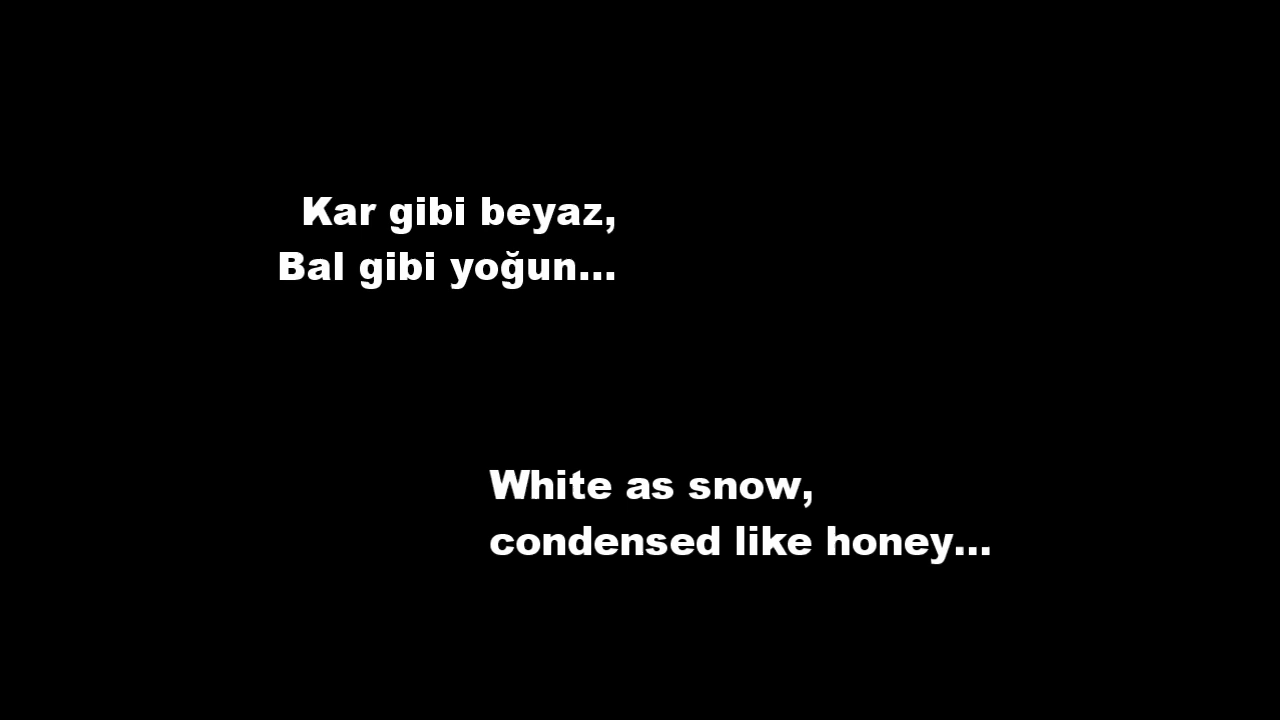 Kar gibi beyaz,
Bal gibi yoğun...
White as snow,
condensed like honey...